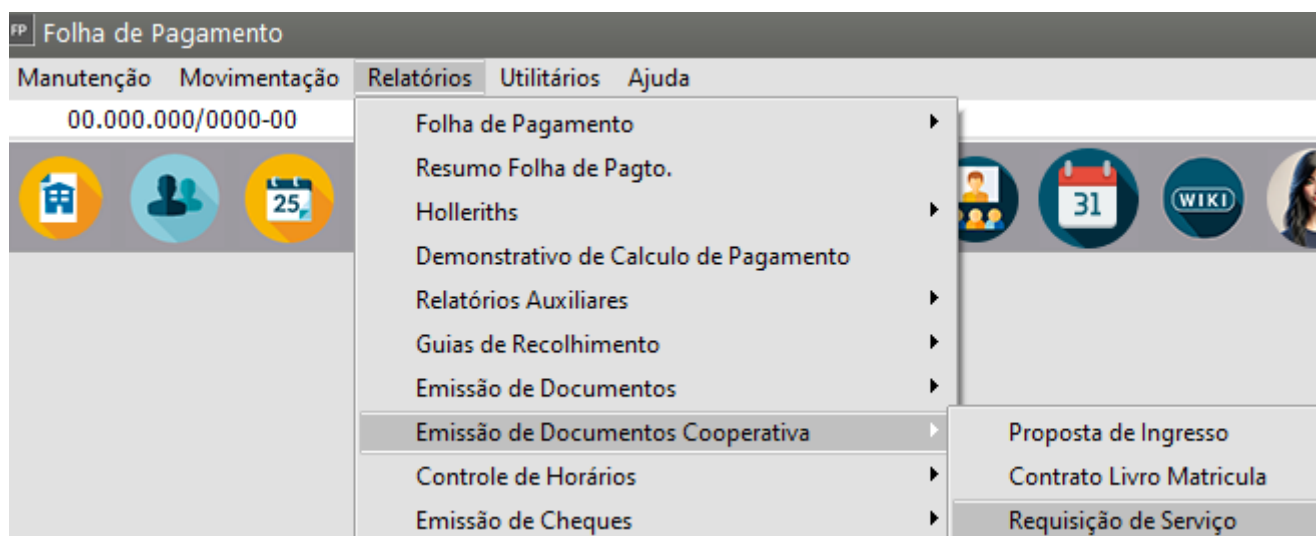 FP Folha de Pagamento
Manutenção Movimentação Relatórios Utilitários Ajuda
00.000.000/0000-00
25
31
WIKI
Folha de Pagamento
Resumo Folha de Pagto.
Holleriths
Demonstrativo de Calculo de Pagamento
Relatórios Auxiliares
Guias de Recolhimento
Emissão de Documentos
Emissão de Documentos Cooperativa
Controle de Horários
Emissão de Cheques
Proposta de Ingresso
Contrato Livro Matricula
Requisição de Serviço